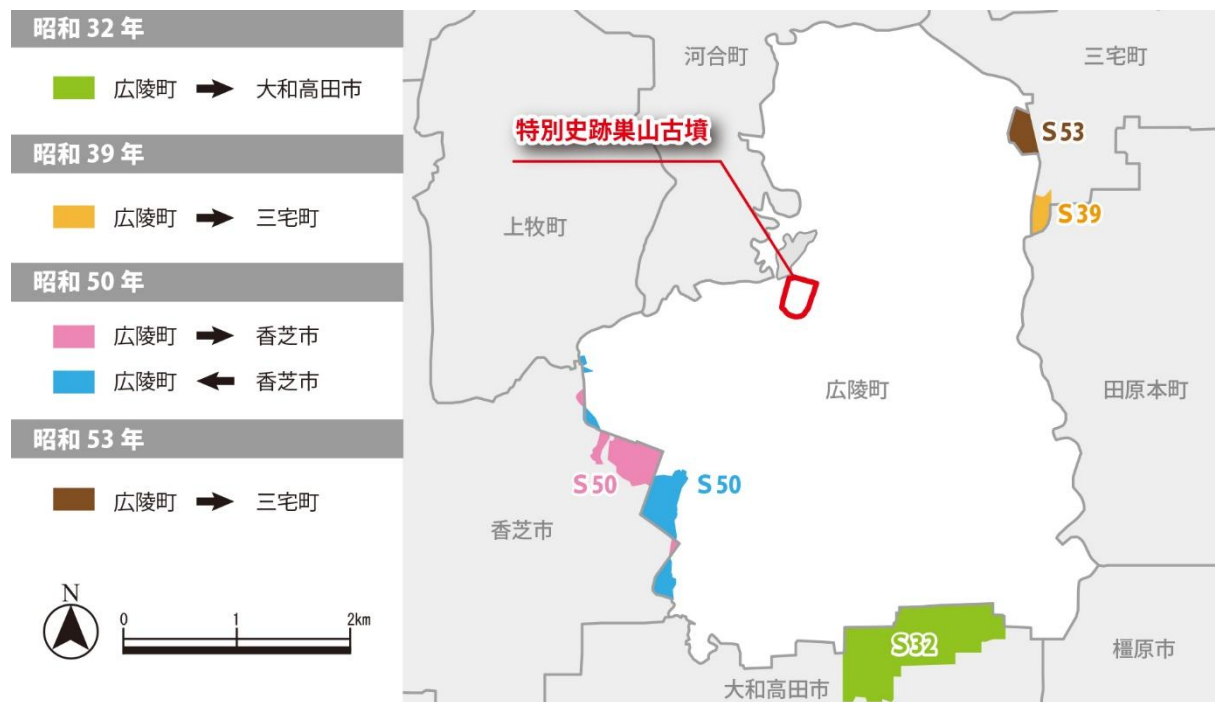 昭和 32 年
広陵町 → 大和高田市
昭和 39 年
広陵町 → 三宅町
昭和 50 年
広陵町 → 香芝市
広陵町 ← 香芝市
昭和 53 年
広陵町 → 三宅町
N
0 1 2km
河合町
三宅町
特別史跡巣山古墳
S53
上牧町
S39
広陵町
田原本町
S50
S50
香芝市
S32
橿原市
大和高田市